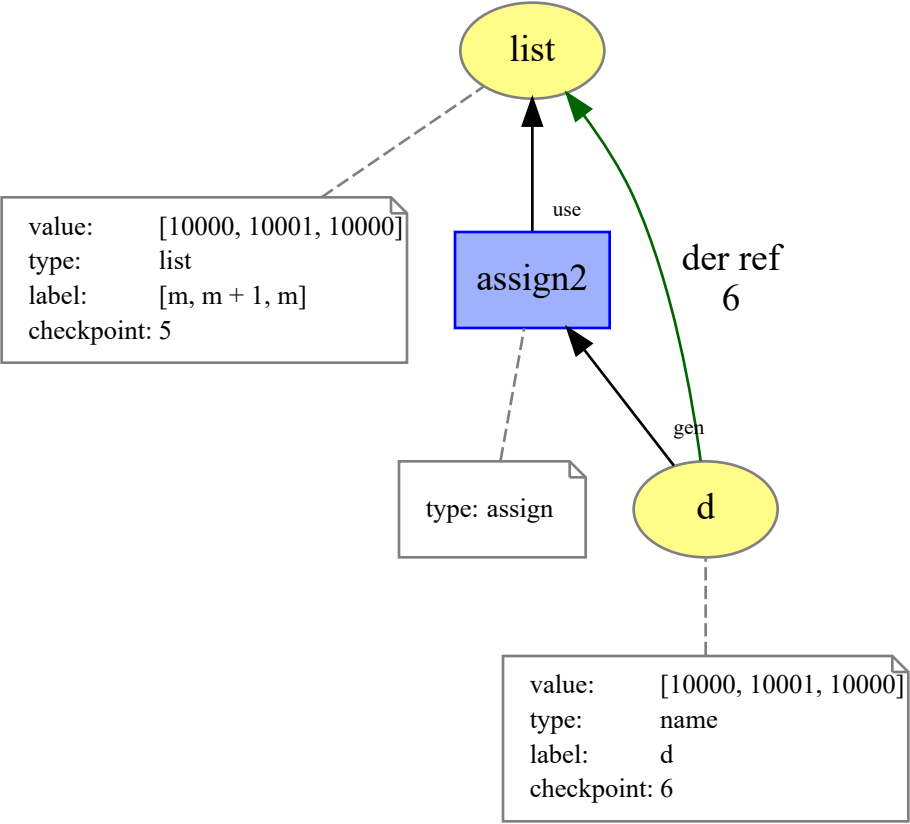 list
value: [10000, 10001, 10000]
type: list
label: [m, m + 1, m]
checkpoint: 5
use
assign2
der ref
6
gen
type: assign
d
value: [10000, 10001, 10000]
type: name
label: d
checkpoint: 6